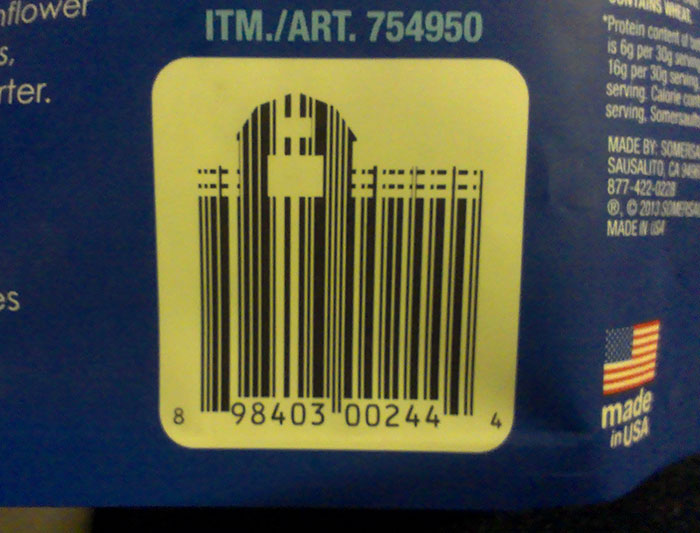 nflower
s,
rter.
es
ITM./ART. 754950
8 98403 00244 4
CONTAINS WHEAT
*Protein content of
is 6g per 30g serving
16g per 30g serving
serving. Calorie
serving, Somersault
MADE BY: SOMERSA
SAUSALITO, CA
877-422-0228
®, © 2013 SOMERSA
MADE IN USA
made
in USA